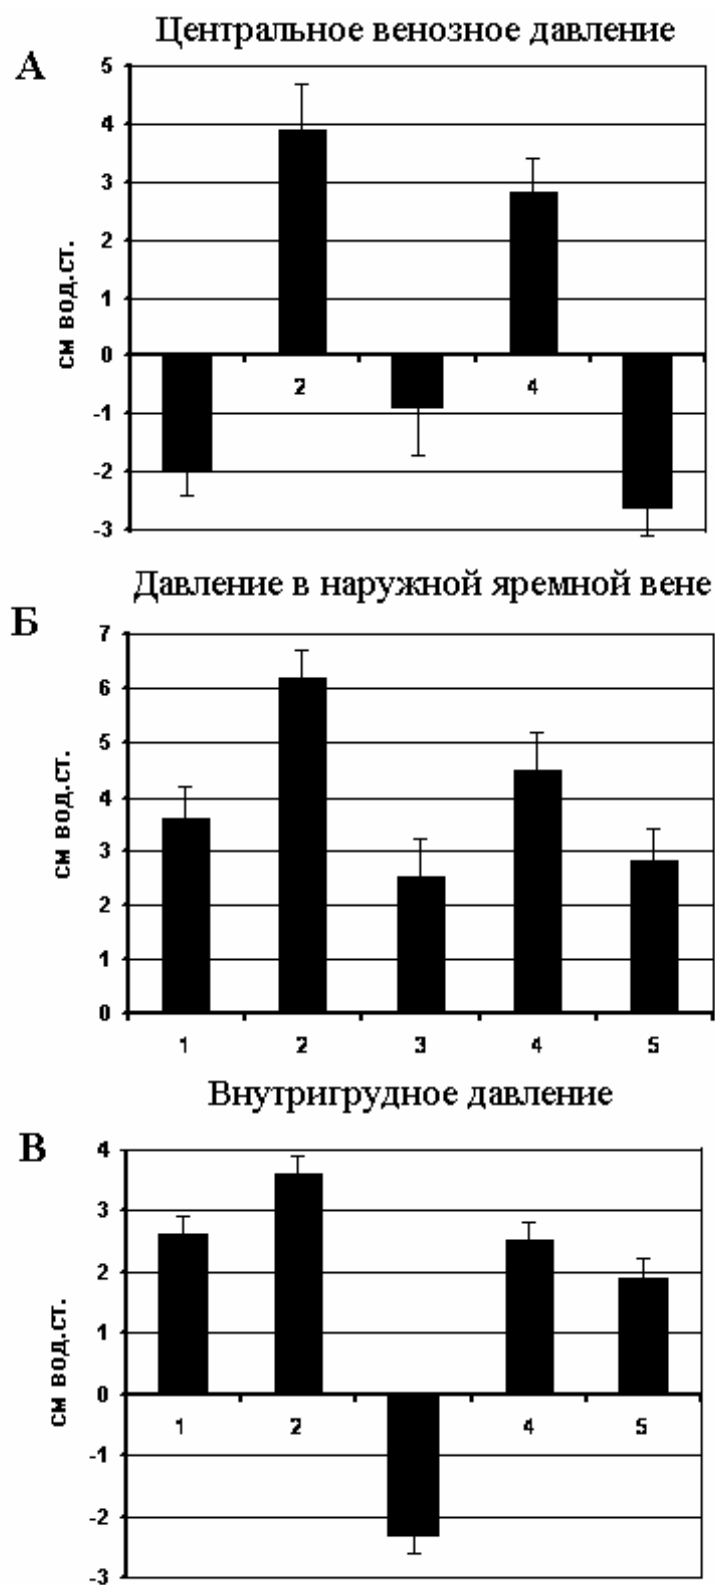 Центральное венозное давление
А
5
4
3
2
1
0
-1
-2
-3
см вод.ст.
2 4
Давление в наружной яремной вене
Б
7
6
5
4
3
2
1
0
см вод.ст.
1 2 3 4 5
Внутригрудное давление
В
4
3
2
1
0
-1
-2
-3
см вод.ст.
1 2 4 5